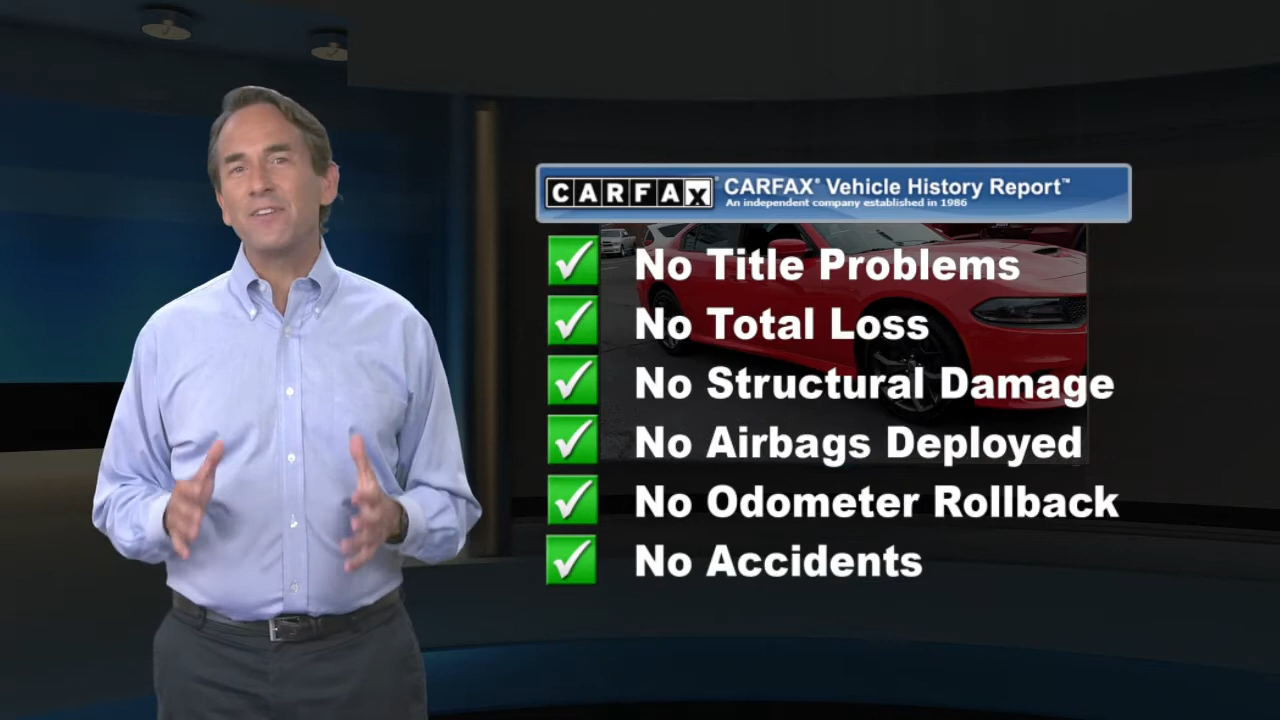 CARFAX® CARFAX® Vehicle History Report™
An independent company established in 1986
No Title Problems
No Total Loss
No Structural Damage
No Airbags Deployed
No Odometer Rollback
No Accidents